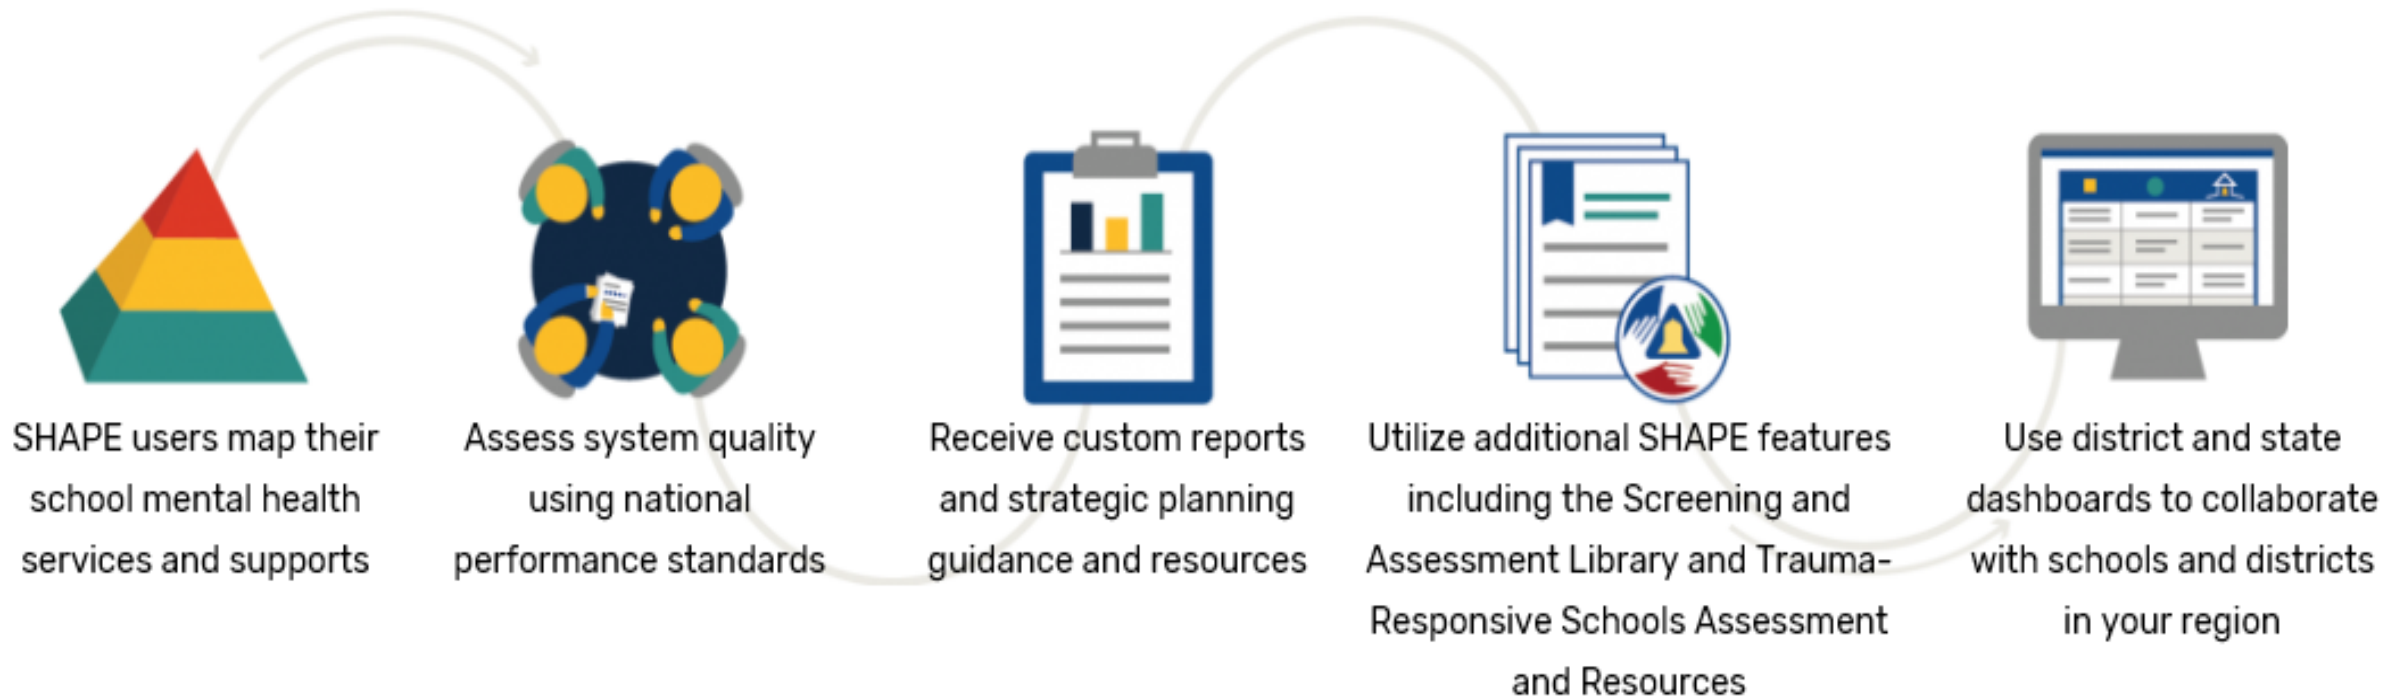 SHAPE users map their
school mental health
services and supports
Assess system quality
using national
performance standards
Receive custom reports
and strategic planning
guidance and resources
Utilize additional SHAPE features
including the Screening and
Assessment Library and Trauma-
Responsive Schools Assessment
and Resources
Use district and state
dashboards to collaborate
with schools and districts
in your region